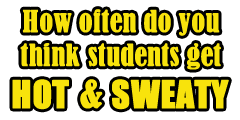 How often do you
think students get
HOT & SWEATY